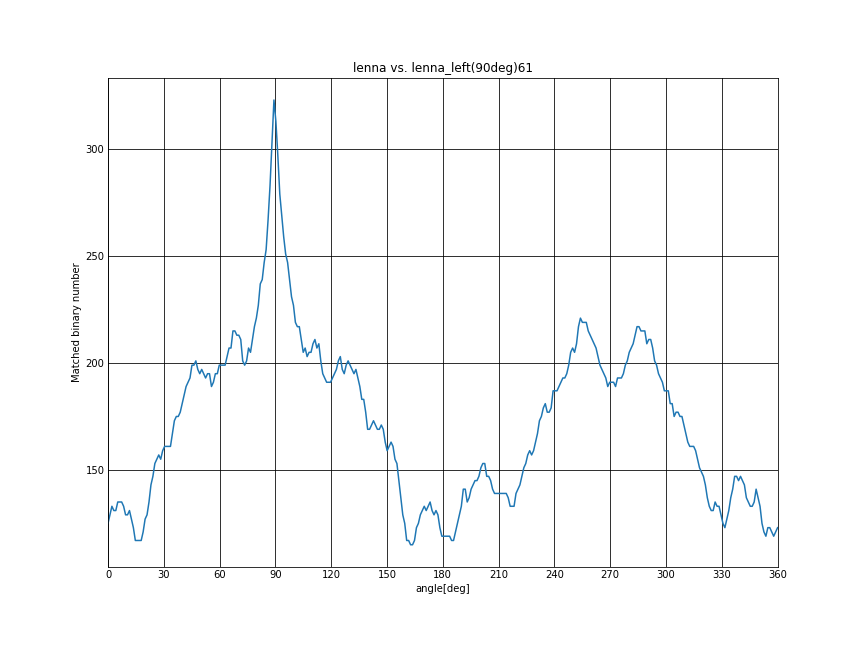 lenna vs. lenna_left(90deg)61
Matched binary number
300
250
200
150
0 30 60 90 120 150 180 210 240 270 300 330 360
angle[deg]